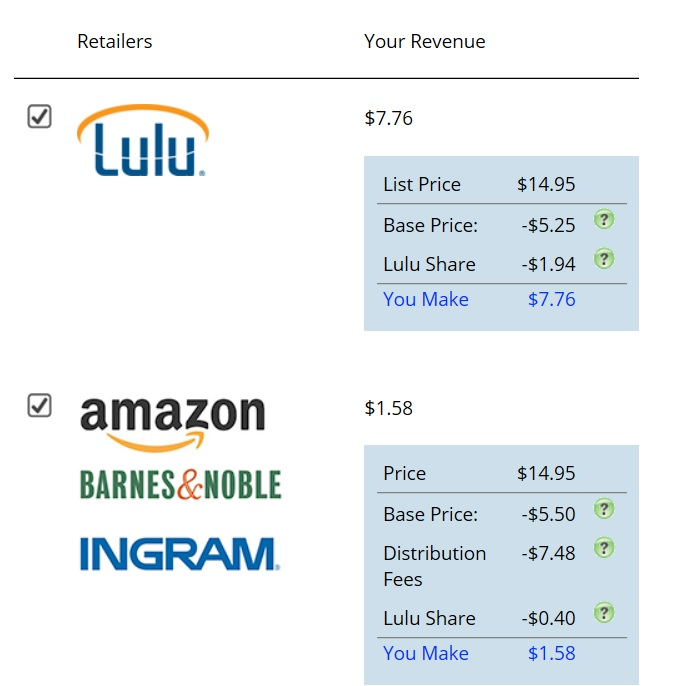 Retailers Your Revenue
Lulu. $7.76
List Price $14.95
Base Price: -$5.25 ?
Lulu Share -$1.94 ?
You Make $7.76
amazon $1.58
BARNES&NOBLE
INGRAM.
Price $14.95
Base Price: -$5.50 ?
Distribution -$7.48 ?
Fees
Lulu Share -$0.40 ?
You Make $1.58